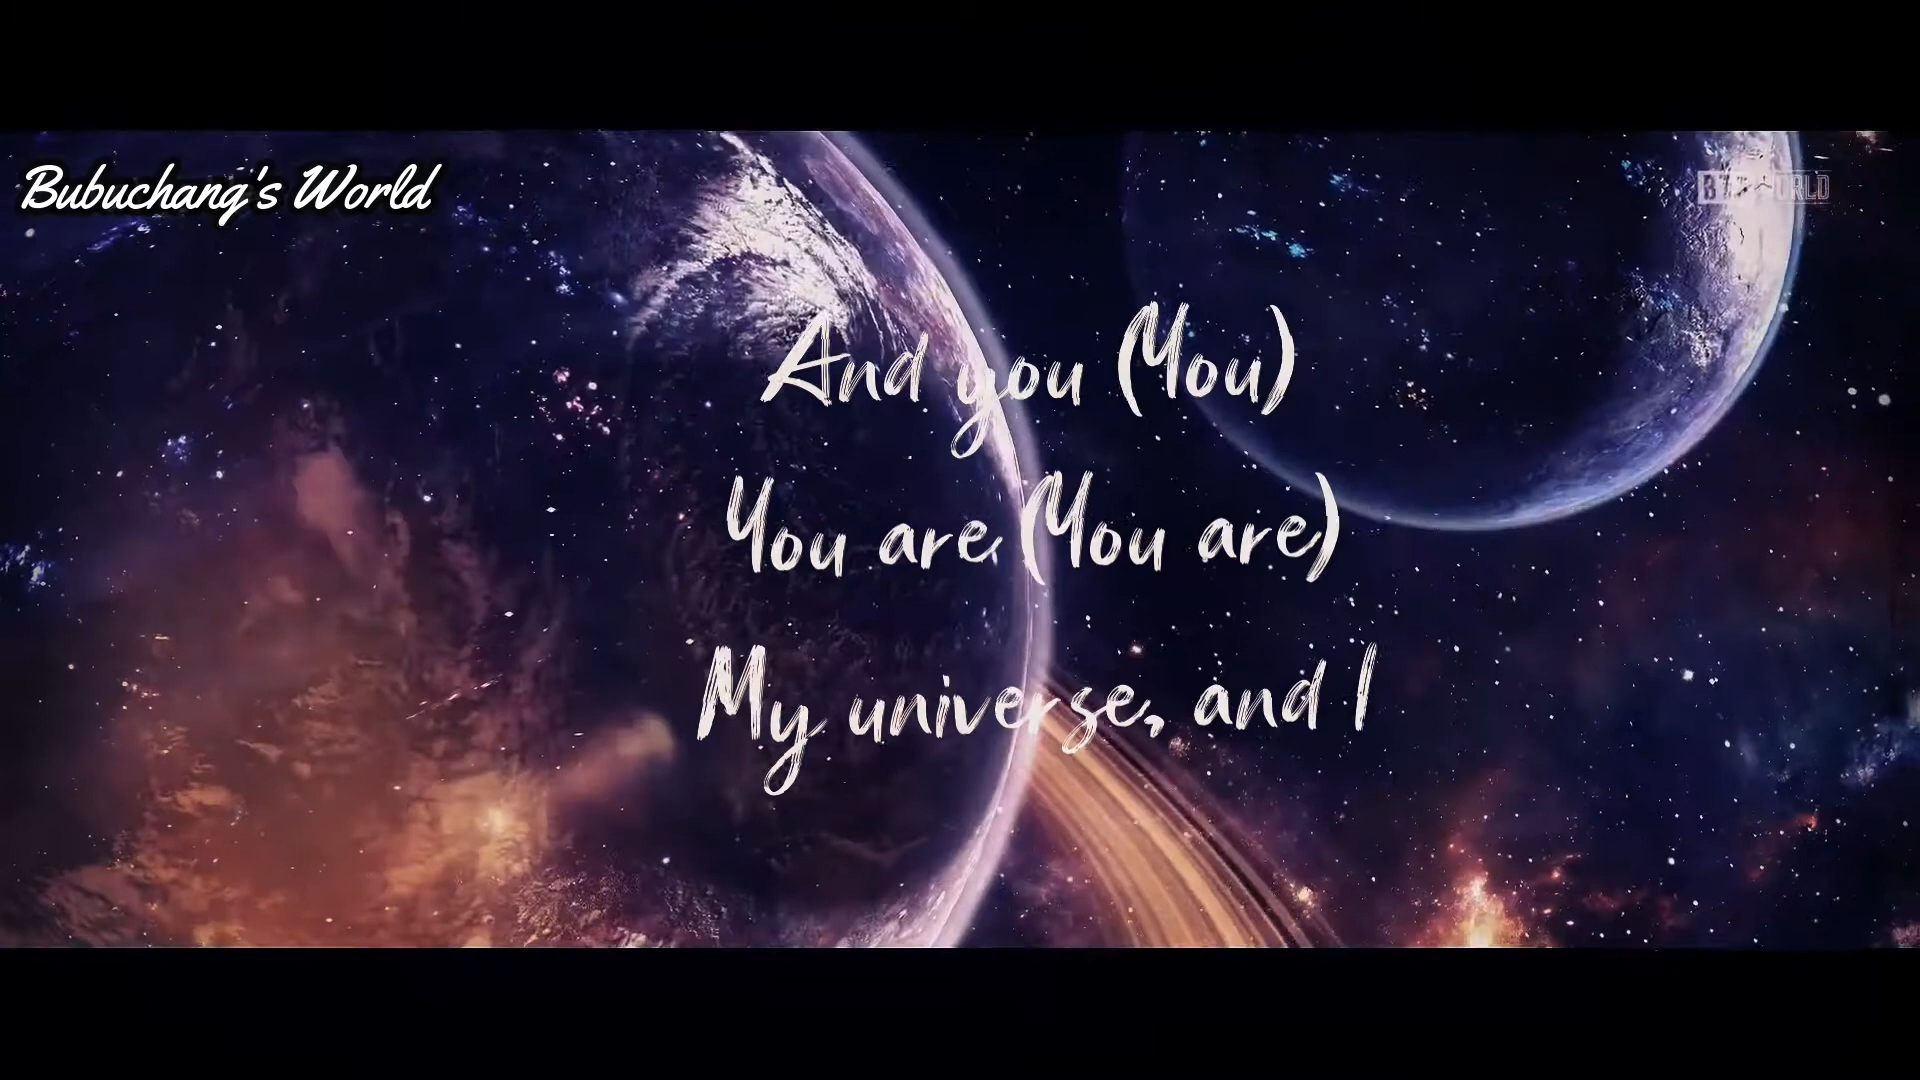 Bubuchang's World
And you (You)
You are (You are)
My universe, and I